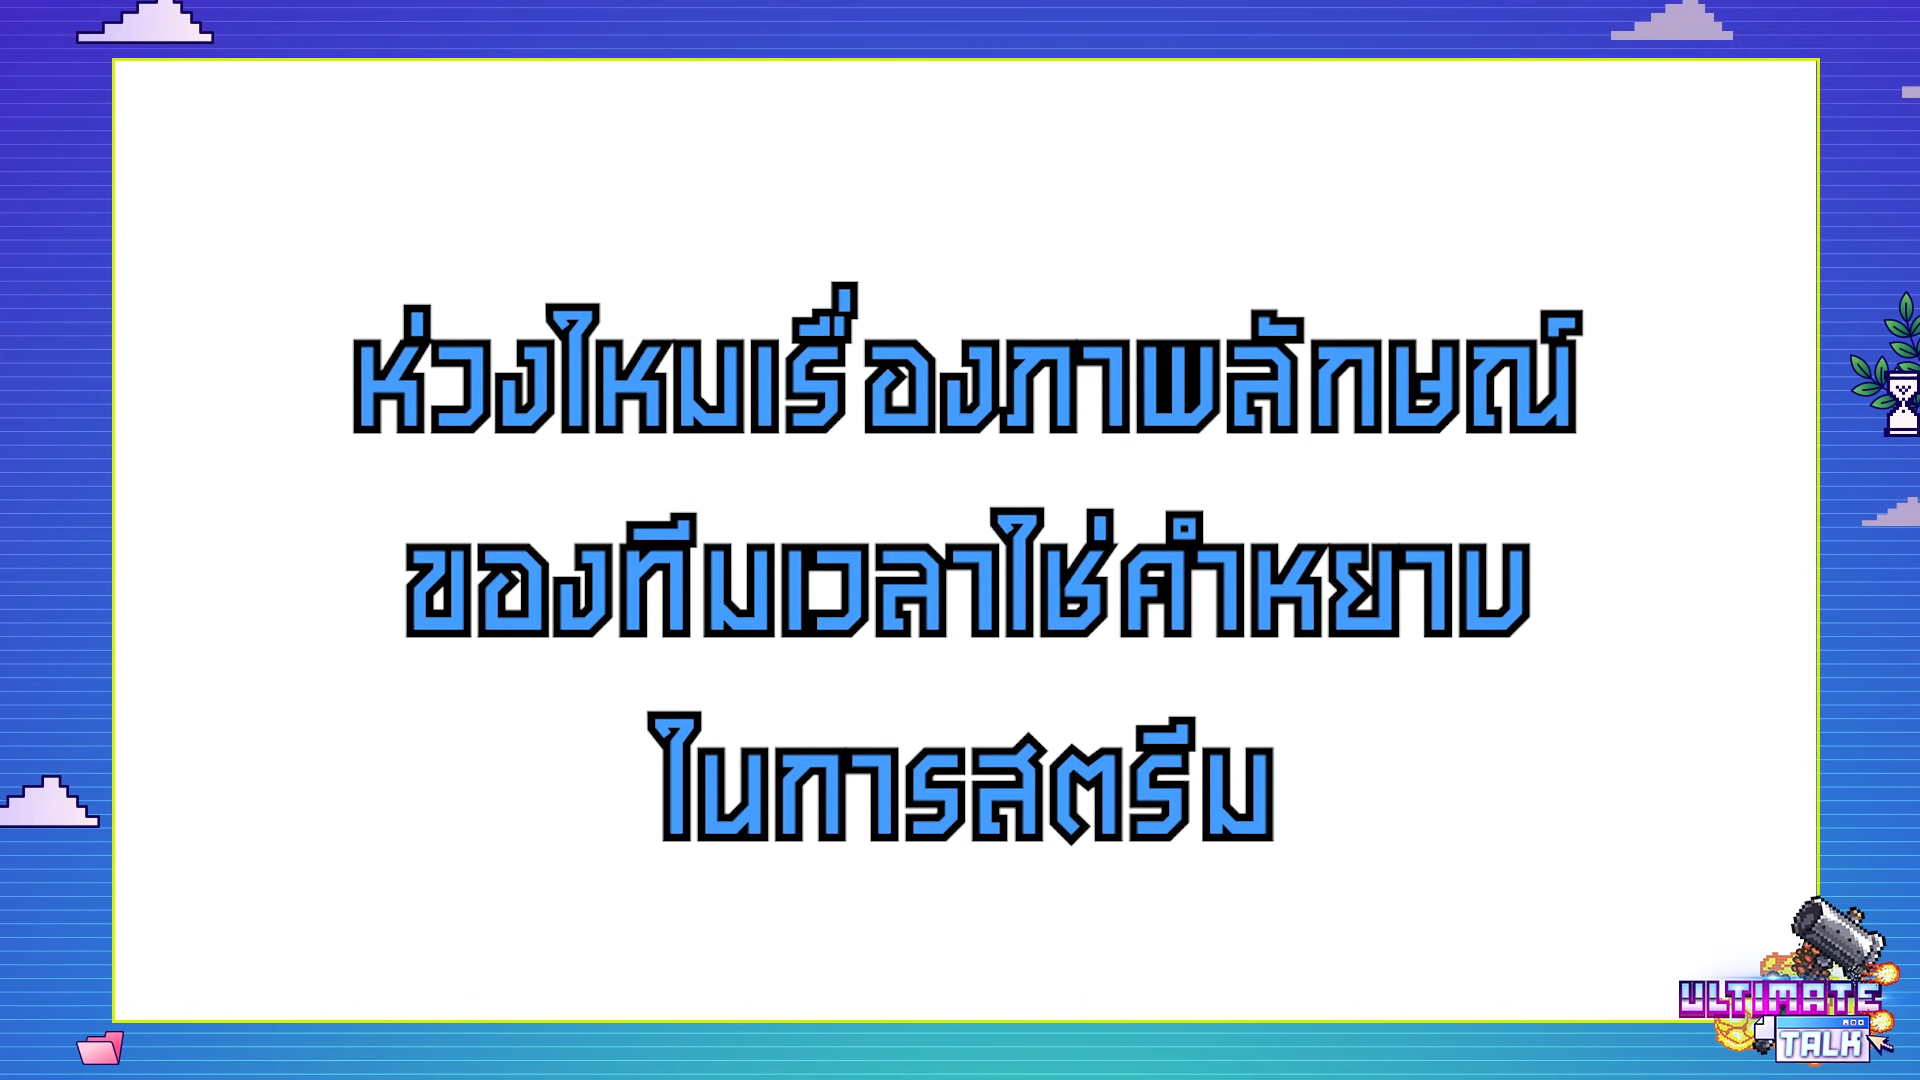 ห่วงไหมเรื่องภาพลักษณ์
ของทีมเวลาใช่คำหยาบ
ในการสตรีม
ULTIMATE
TALK